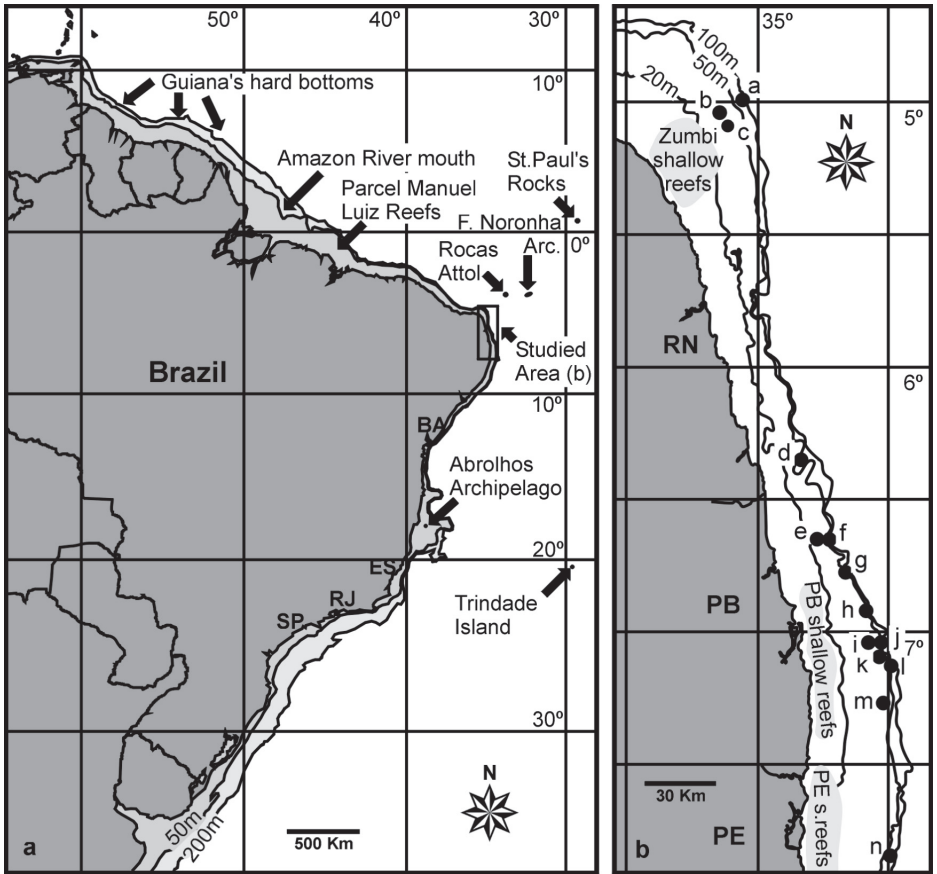 50º
40º
30º
10º
Guiana's hard bottoms
Amazon River mouth
Parcel Manuel
Luiz Reefs
St.Paul's
Rocks
F. Noronha
Arc.
0º
Rocas
Attol
Studied
Area (b)
Brazil
10º
BA
Abrolhos
Archipelago
20º
ES
RJ
SP
Trindade
Island
30º
50m
200m
N
500 Km
a
35º
100m
50m
20m
a
b
c
5º
N
Zumbi
shallow
reefs
RN
6º
d
e
f
g
h
PB
PB shallow reefs
i
j
7º
k
l
m
30 Km
PE
PE s.reefs
n
b